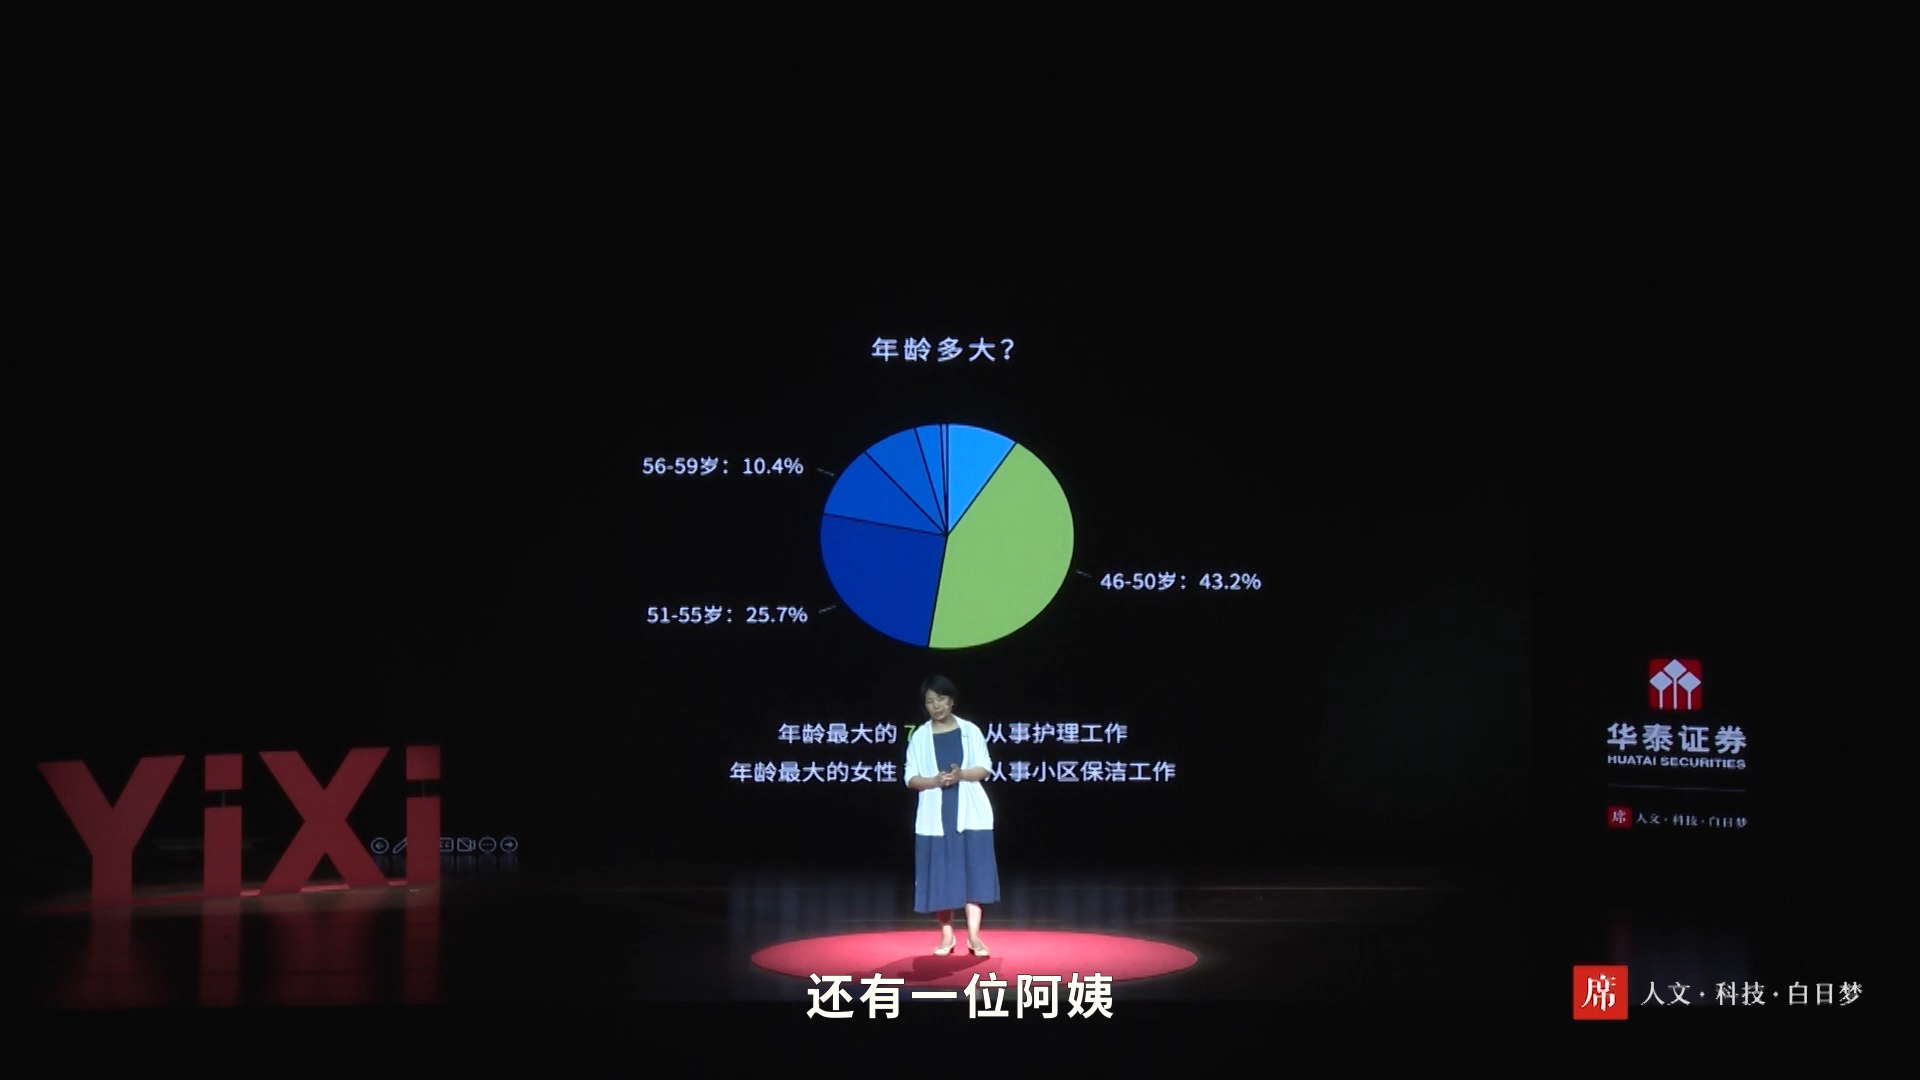 年龄多大？
56-59岁：10.4%
46-50岁：43.2%
51-55岁：25.7%
年龄最大的 7 从事护理工作
年龄最大的女性 从事小区保洁工作
YiXi
华泰证券
HUATAI SECURITIES
席 人文·科技·白日梦
还有一位阿姨
席 人文·科技·白日梦